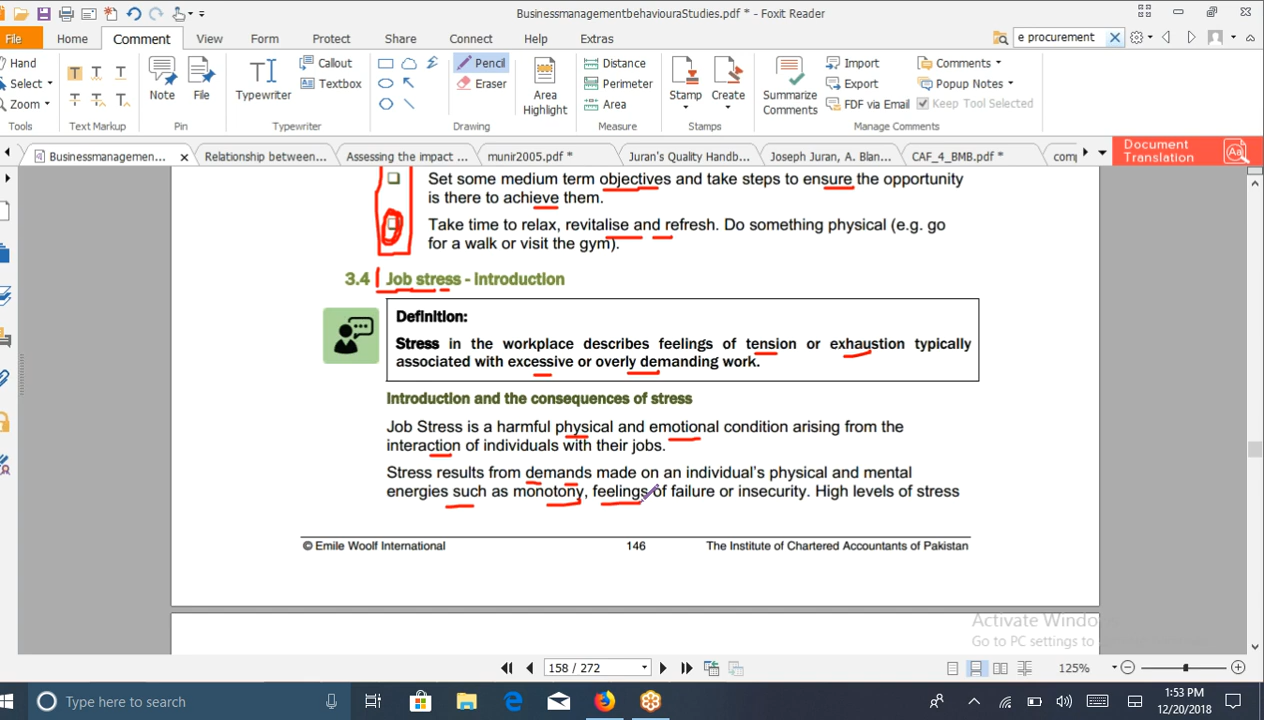 BusinessmanagementbehaviouraStudies.pdf * - Foxit Reader
File Home Comment View Form Protect Share Connect Help Extras e procurement
Hand
Select
Zoom
Tools
Text Markup
Note
File
Pin
Typewriter
Callout
Textbox
Typewriter
Pencil
Eraser
Drawing
Area Highlight
Distance
Perimeter
Area
Measure
Stamp
Create
Stamps
Summarize Comments
Import
Export
FDF via Email
Comments
Popup Notes
Keep Tool Selected
Manage Comments
Businessmanagemen... Relationship between... Assessing the impact ... munir2005.pdf * Juran's Quality Handb... Joseph Juran, A. Blan... CAF_4_BMB.pdf * Document Translation
Set some medium term objectives and take steps to ensure the opportunity
is there to achieve them.
Take time to relax, revitalise and refresh. Do something physical (e.g. go
for a walk or visit the gym).
3.4 Job stress - Introduction
Definition:
Stress in the workplace describes feelings of tension or exhaustion typically
associated with excessive or overly demanding work.
Introduction and the consequences of stress
Job Stress is a harmful physical and emotional condition arising from the
interaction of individuals with their jobs.
Stress results from demands made on an individual's physical and mental
energies such as monotony, feelings of failure or insecurity. High levels of stress
© Emile Woolf International 146 The Institute of Chartered Accountants of Pakistan
Activate Windo
Go to PC settings to
158 / 272 125%
Type here to search 1:53 PM
12/20/2018